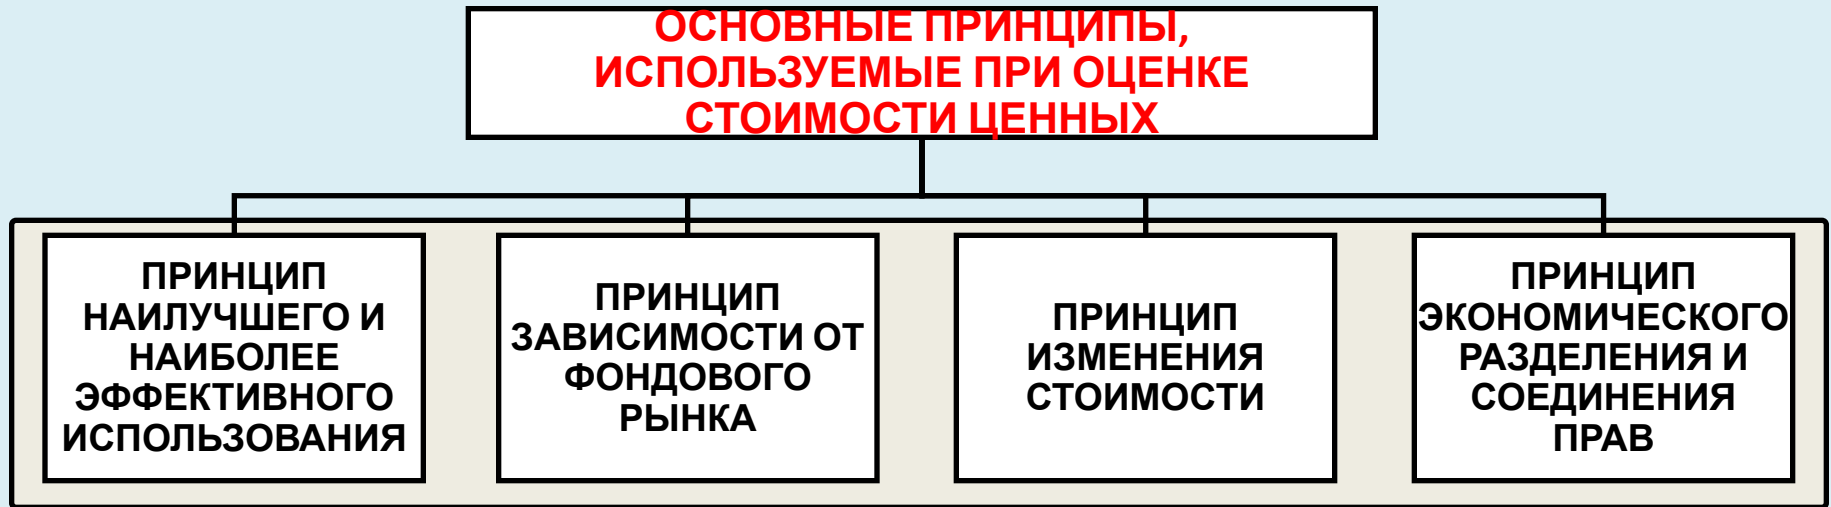 ОСНОВНЫЕ ПРИНЦИПЫ,
ИСПОЛЬЗУЕМЫЕ ПРИ ОЦЕНКЕ
СТОИМОСТИ ЦЕННЫХ
ПРИНЦИП
НАИЛУЧШЕГО И
НАИБОЛЕЕ
ЭФФЕКТИВНОГО
ИСПОЛЬЗОВАНИЯ
ПРИНЦИП
ЗАВИСИМОСТИ ОТ
ФОНДОВОГО
РЫНКА
ПРИНЦИП
ИЗМЕНЕНИЯ
СТОИМОСТИ
ПРИНЦИП
ЭКОНОМИЧЕСКОГО
РАЗДЕЛЕНИЯ И
СОЕДИНЕНИЯ
ПРАВ